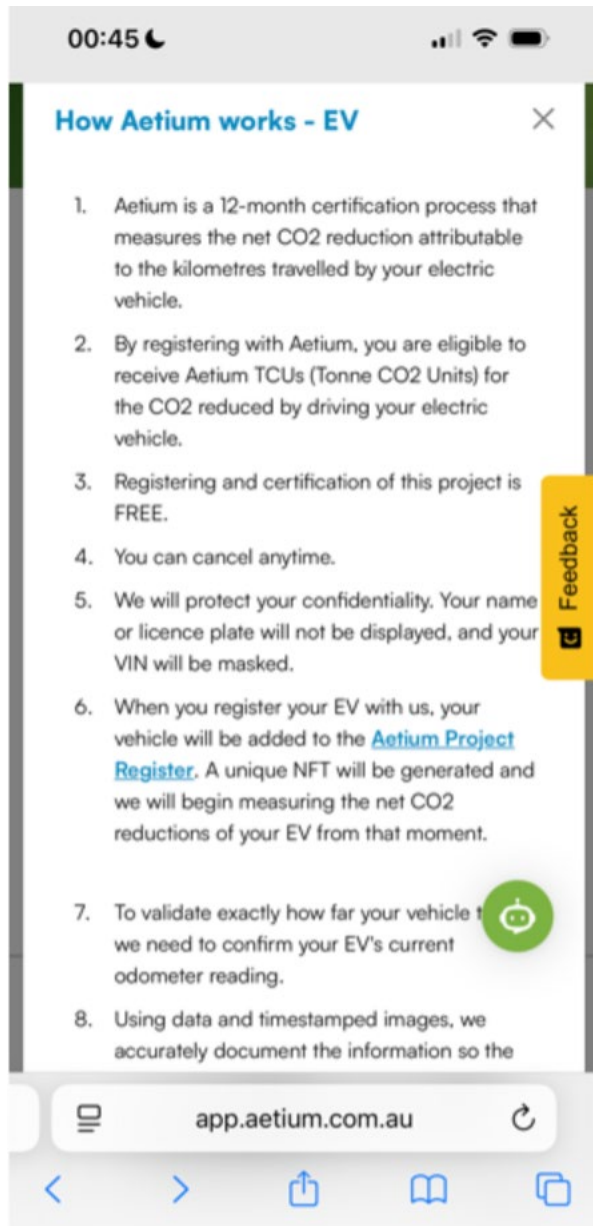 00:45
How Aetium works - EV
1. Aetium is a 12-month certification process that
measures the net CO2 reduction attributable
to the kilometres travelled by your electric
vehicle.
2. By registering with Aetium, you are eligible to
receive Aetium TCUs (Tonne CO2 Units) for
the CO2 reduced by driving your electric
vehicle.
3. Registering and certification of this project is
FREE.
4. You can cancel anytime.
5. We will protect your confidentiality. Your name
or licence plate will not be displayed, and your
VIN will be masked.
Feedback
6. When you register your EV with us, your
vehicle will be added to the Aetium Project
Register. A unique NFT will be generated and
we will begin measuring the net CO2
reductions of your EV from that moment.
7. To validate exactly how far your vehicle
we need to confirm your EV's current
odometer reading.
8. Using data and timestamped images, we
accurately document the information so the
app.aetium.com.au